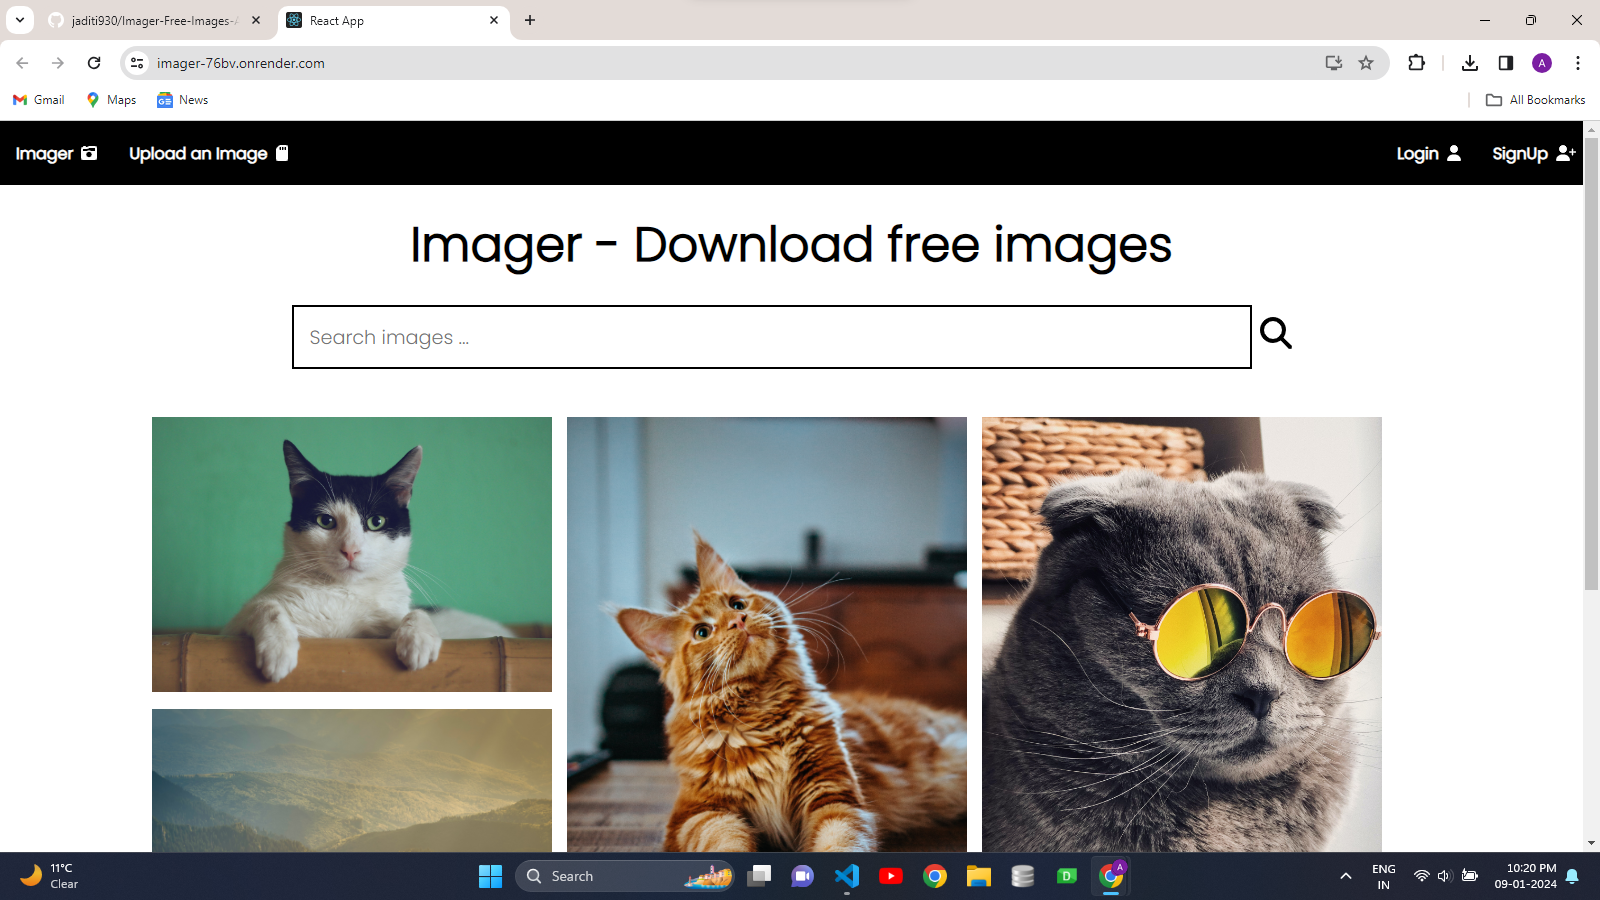 jaditi930/Imager-Free-Images-
React App
imager-76bv.onrender.com
A
Gmail
Maps
News
All Bookmarks
Imager
Upload an Image
Login
SignUp
Imager - Download free images
Search images ...
11°C
Clear
Search
D
A
ENG
IN
10:20 PM
09-01-2024